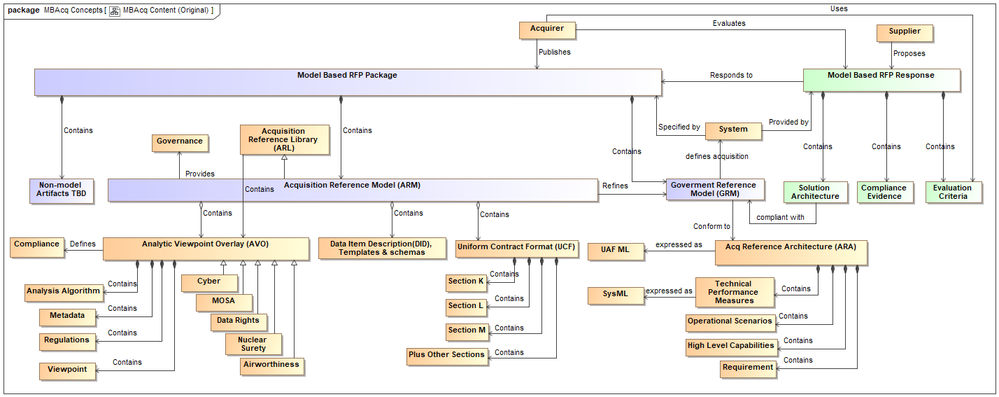 package MBAcq Concepts [ MBAcq Content (Original) ]
Uses
Acquirer
Evaluates
Supplier
Publishes
Proposes
Model Based RFP Package
Responds to
Model Based RFP Response
Contains
Governance
Acquisition
Reference Library
(ARL)
Contains
Contains
Specified by
System
Provided by
defines acquisition
Contains
Contains
Contains
Provides
Non-model
Artifacts TBD
Acquisition Reference Model (ARM)
Contains
Refines
Goverment Reference
Model (GRM)
Solution
Architecture
Compliance
Evidence
Evaluation
Criteria
Contains
Contains
Contains
compliant with
Conform to
Compliance
Defines
Analytic Viewpoint Overlay (AVO)
Data Item Description(DID),
Templates & schemas
Uniform Contract Format (UCF)
UAF ML
expressed as
Acq Reference Architecture (ARA)
Analysis Algorithm
Contains
Metadata
Contains
Regulations
Contains
Viewpoint
Contains
Cyber
MOSA
Data Rights
Nuclear
Surety
Airworthiness
Section K
Contains
Section L
Contains
Section M
Contains
Plus Other Sections
Contains
SysML
expressed as
Technical
Performance
Measures
Contains
Operational Scenarios
Contains
High Level Capabilities
Contains
Requirement
Contains